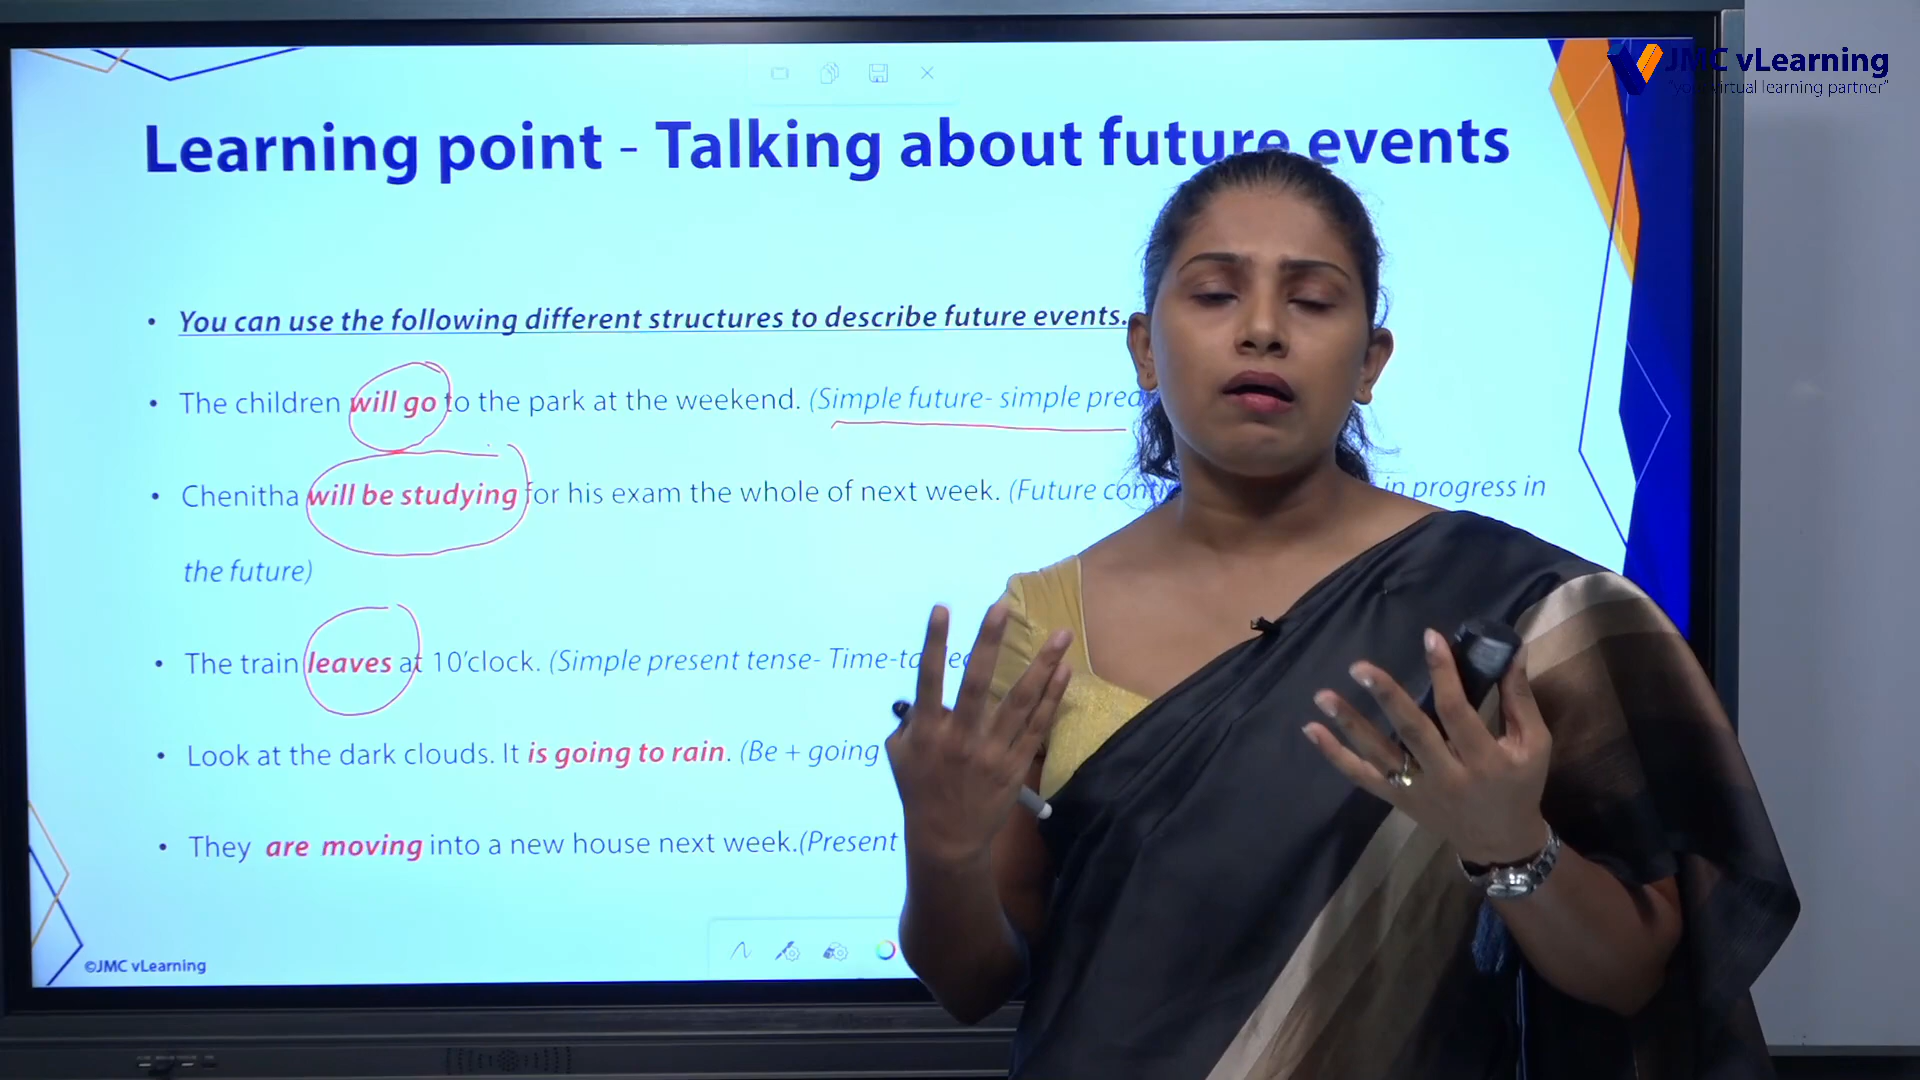 JMC vLearning
"your virtual learning partner"
Learning point - Talking about future events
• You can use the following different structures to describe future events.
• The children will go to the park at the weekend. (Simple future- simple
• Chenitha will be studying for his exam the whole of next week. (Future in progress in
the future)
• The train leaves at 10'clock. (Simple present tense-
• Look at the dark clouds. It is going to rain. (Be + going
• They are moving into a new house next week.(Present
©JMC vLearning